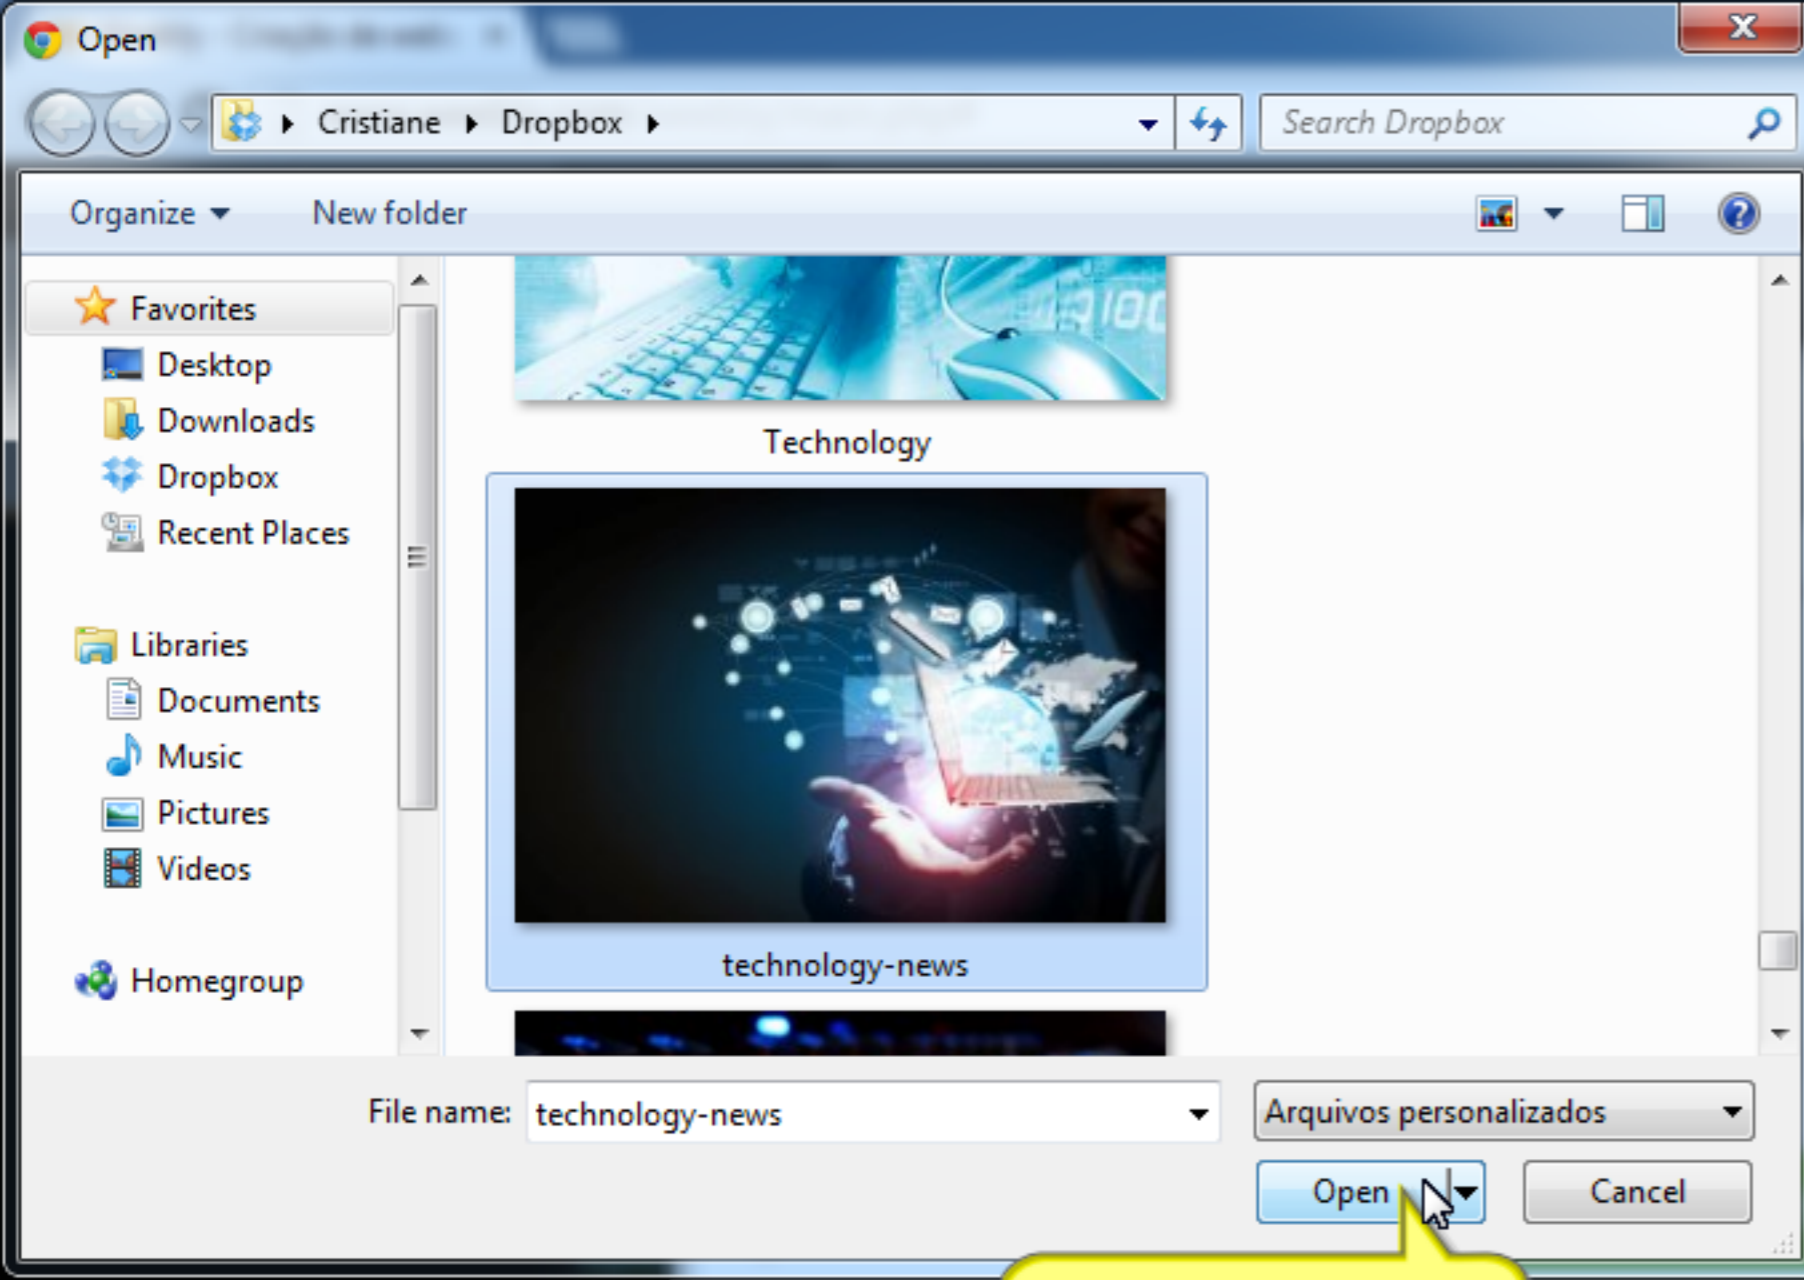 Open
Cristiane Dropbox
Search Dropbox
Organize
New folder
Favorites
Desktop
Downloads
Dropbox
Recent Places
Libraries
Documents
Music
Pictures
Videos
Homegroup
Technology
technology-news
File name: technology-news
Arquivos personalizados
Open
Cancel